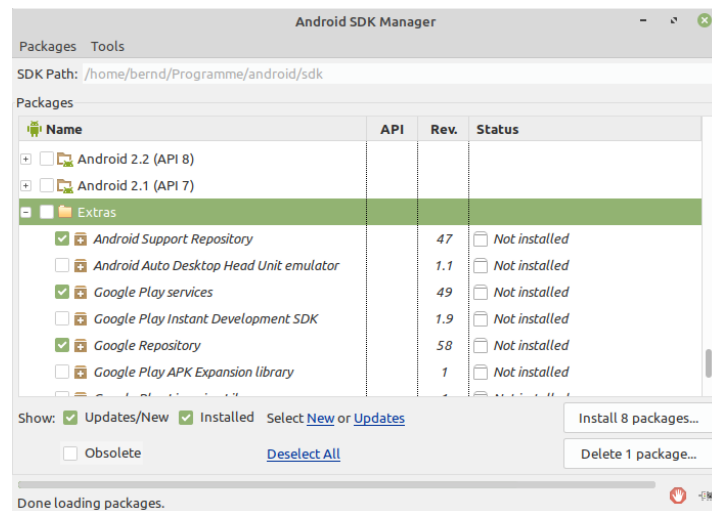 Android SDK Manager
Packages Tools
SDK Path: /home/bernd/Programme/android/sdk
Packages
Name API Rev. Status
Android 2.2 (API 8)
Android 2.1 (API 7)
Extras
Android Support Repository 47 Not installed
Android Auto Desktop Head Unit emulator 1.1 Not installed
Google Play services 49 Not installed
Google Play Instant Development SDK 1.9 Not installed
Google Repository 58 Not installed
Google Play APK Expansion library 1 Not installed
Show: Updates/New Installed Select New or Updates Install 8 packages...
Obsolete Deselect All Delete 1 package...
Done loading packages.